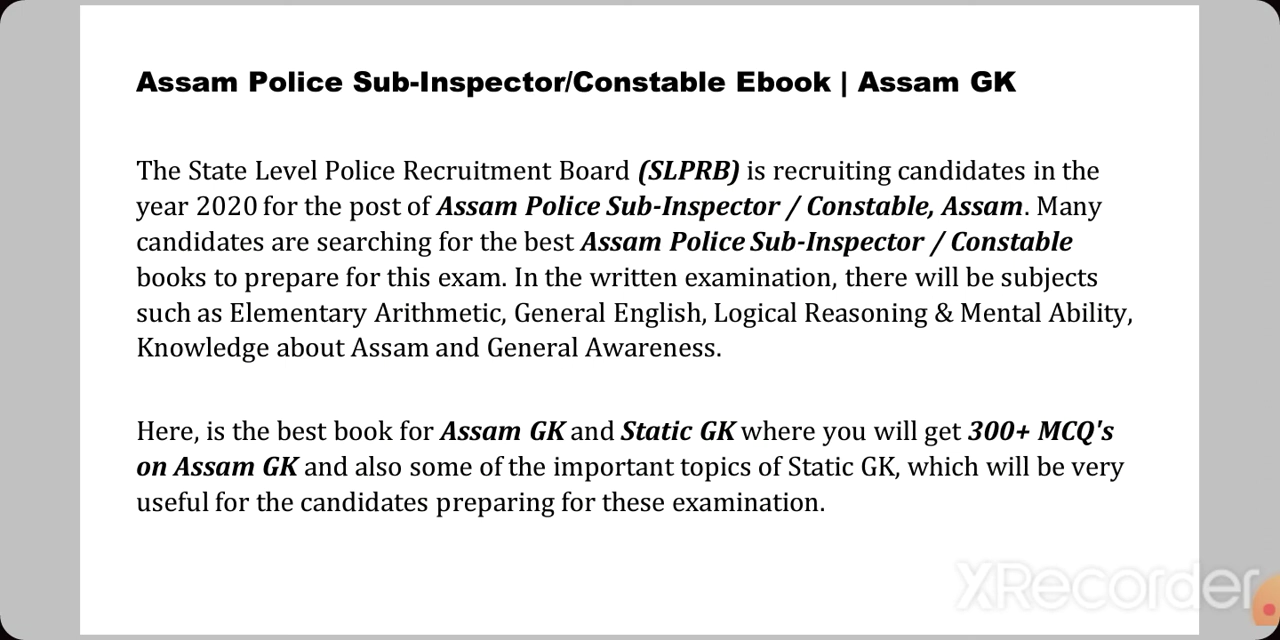 Assam Police Sub-Inspector/Constable Ebook | Assam GK
The State Level Police Recruitment Board (SLPRB) is recruiting candidates in the
year 2020 for the post of Assam Police Sub-Inspector / Constable, Assam. Many
candidates are searching for the best Assam Police Sub-Inspector / Constable
books to prepare for this exam. In the written examination, there will be subjects
such as Elementary Arithmetic, General English, Logical Reasoning & Mental Ability,
Knowledge about Assam and General Awareness.
Here, is the best book for Assam GK and Static GK where you will get 300+ MCQ's
on Assam GK and also some of the important topics of Static GK, which will be very
useful for the candidates preparing for these examination.
XRecorder